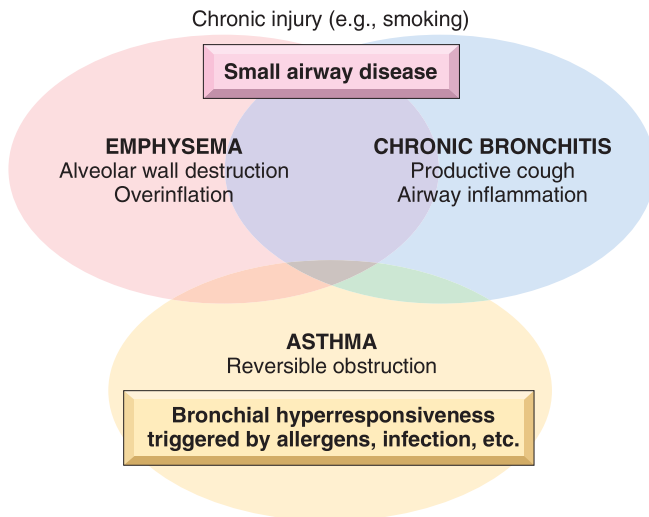 Chronic injury (e.g., smoking)
Small airway disease
EMPHYSEMA
Alveolar wall destruction
Overinflation
CHRONIC BRONCHITIS
Productive cough
Airway inflammation
ASTHMA
Reversible obstruction
Bronchial hyperresponsiveness
triggered by allergens, infection, etc.